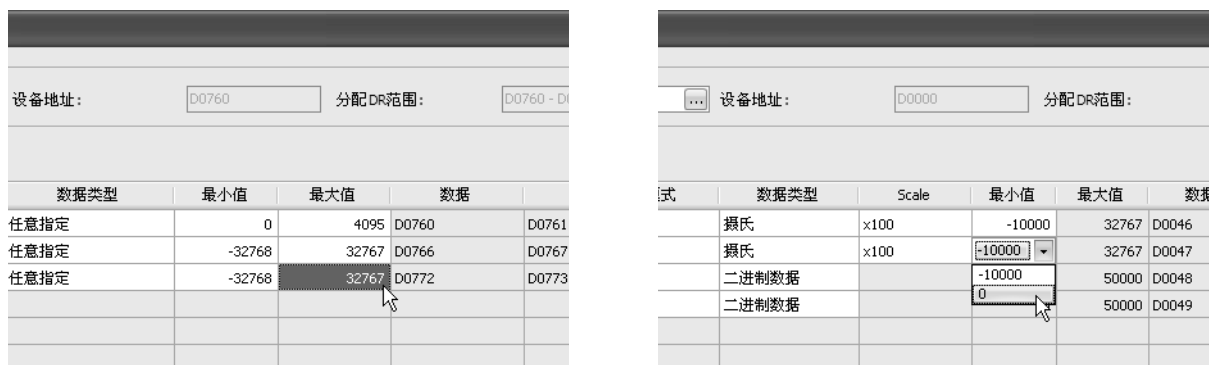 设备地址: D0760 分配DR范围: D0760 - D0
数据类型 最小值 最大值 数据
任意指定 0 4095 D0760 D0761
任意指定 -32768 32767 D0766 D0767
任意指定 -32768 32767 D0772 D0773
... 设备地址: D0000 分配DR范围:
式 数据类型 Scale 最小值 最大值 数据
摄氏 x100 -10000 32767 D0046
摄氏 x100 -10000 32767 D0047
二进制数据 -10000 50000 D0048
二进制数据 0 50000 D0049